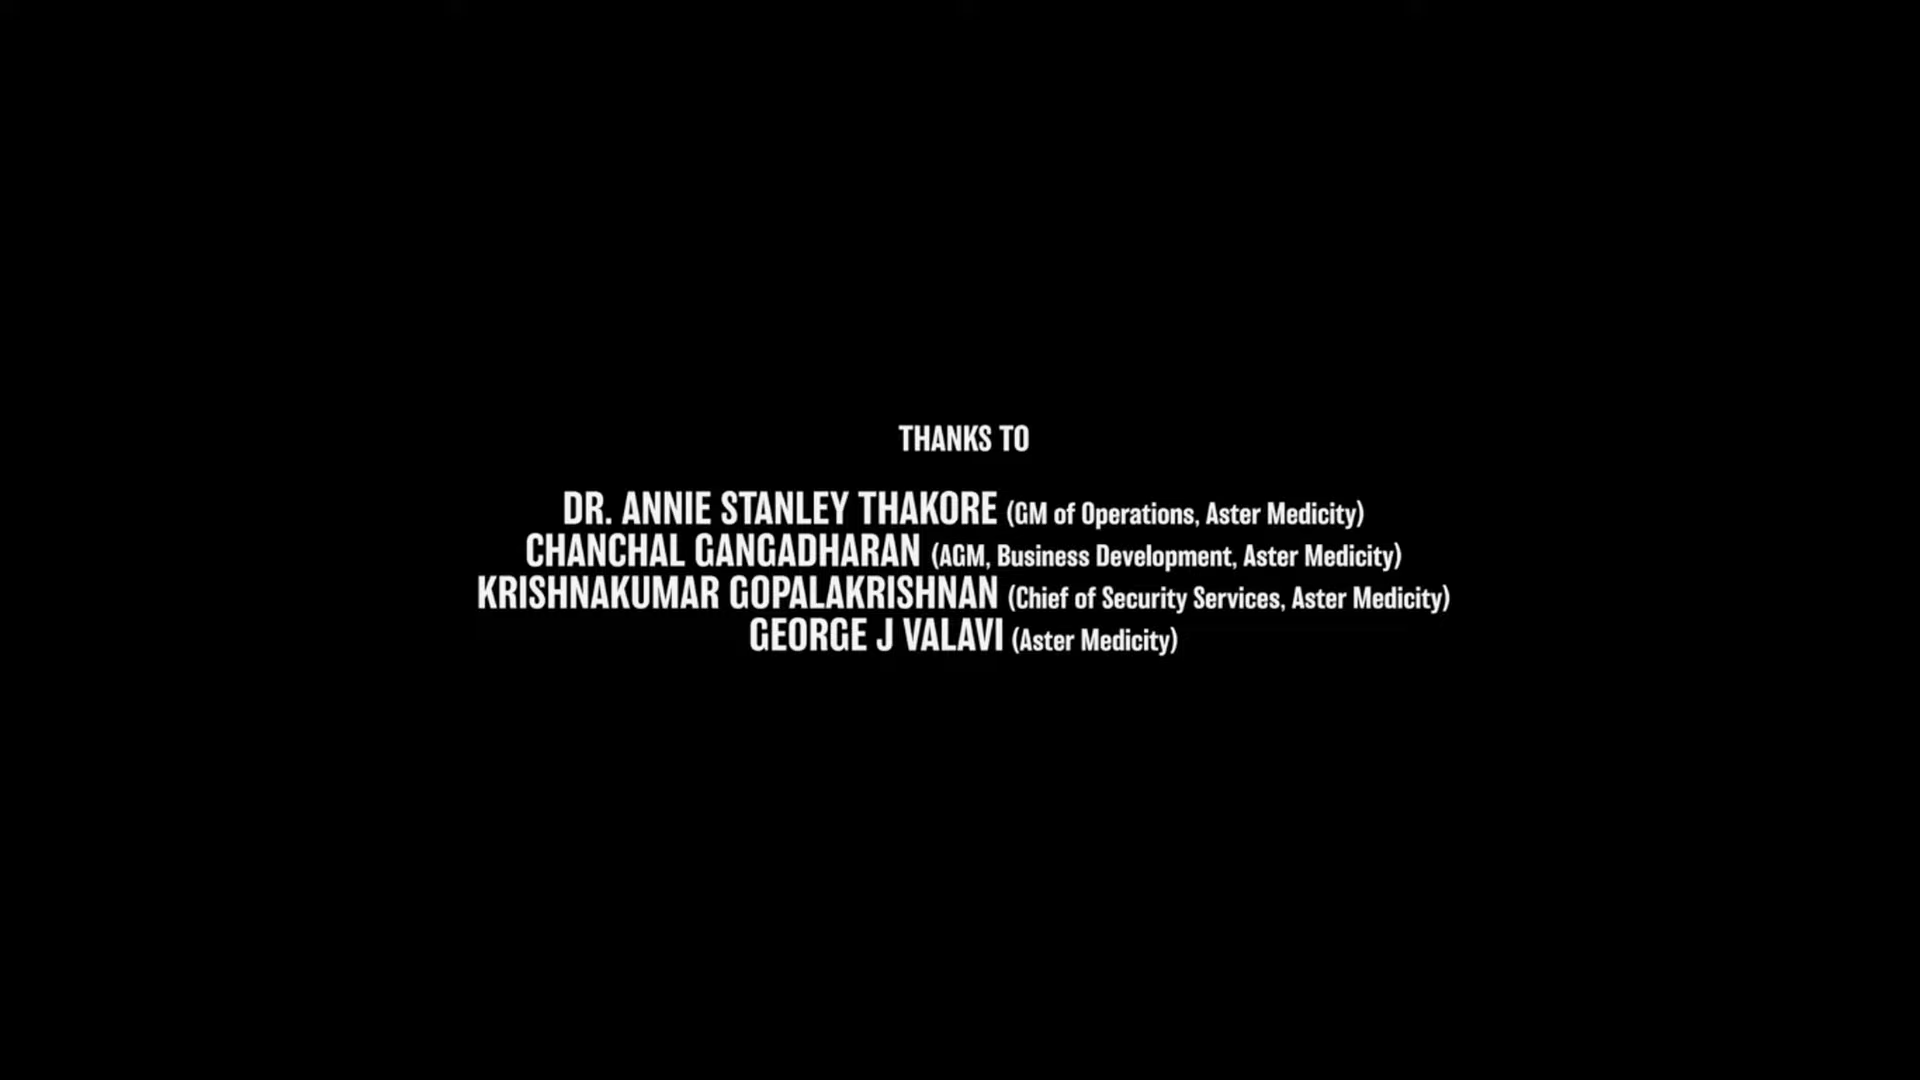 THANKS TO
DR. ANNIE STANLEY THAKORE (GM of Operations, Aster Medicity)
CHANCHAL GANGADHARAN (AGM, Business Development, Aster Medicity)
KRISHNAKUMAR GOPALAKRISHNAN (Chief of Security Services, Aster Medicity)
GEORGE J VALAVI (Aster Medicity)